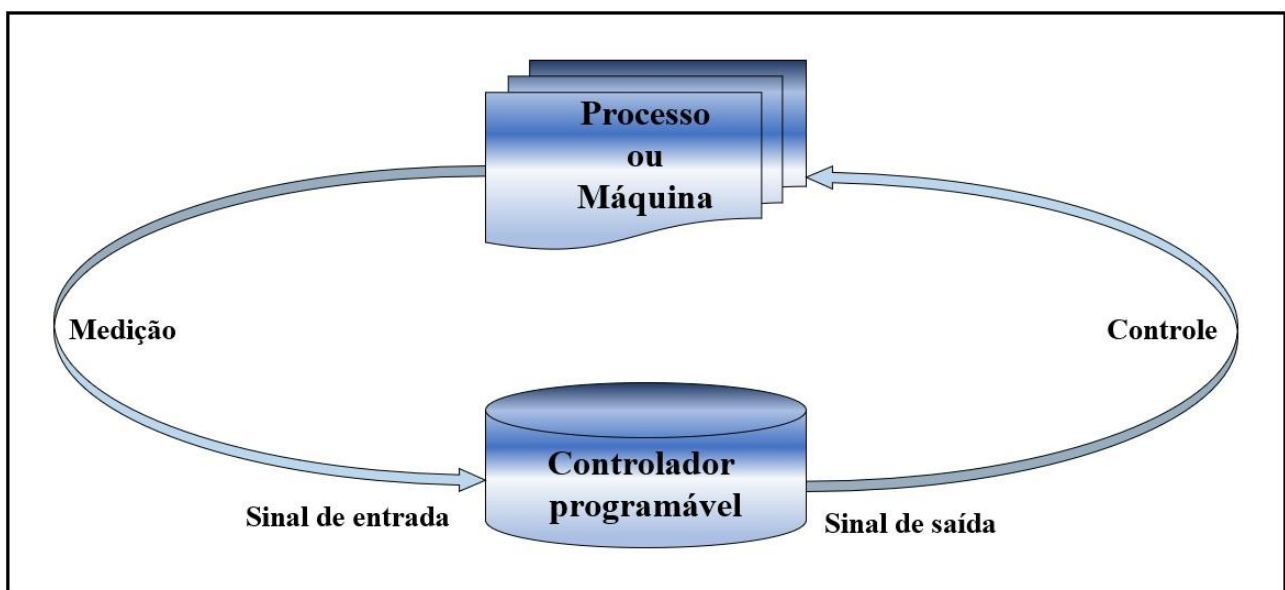 Processo
ou
Máquina
Medição
Controle
Controlador
programável
Sinal de entrada
Sinal de saída